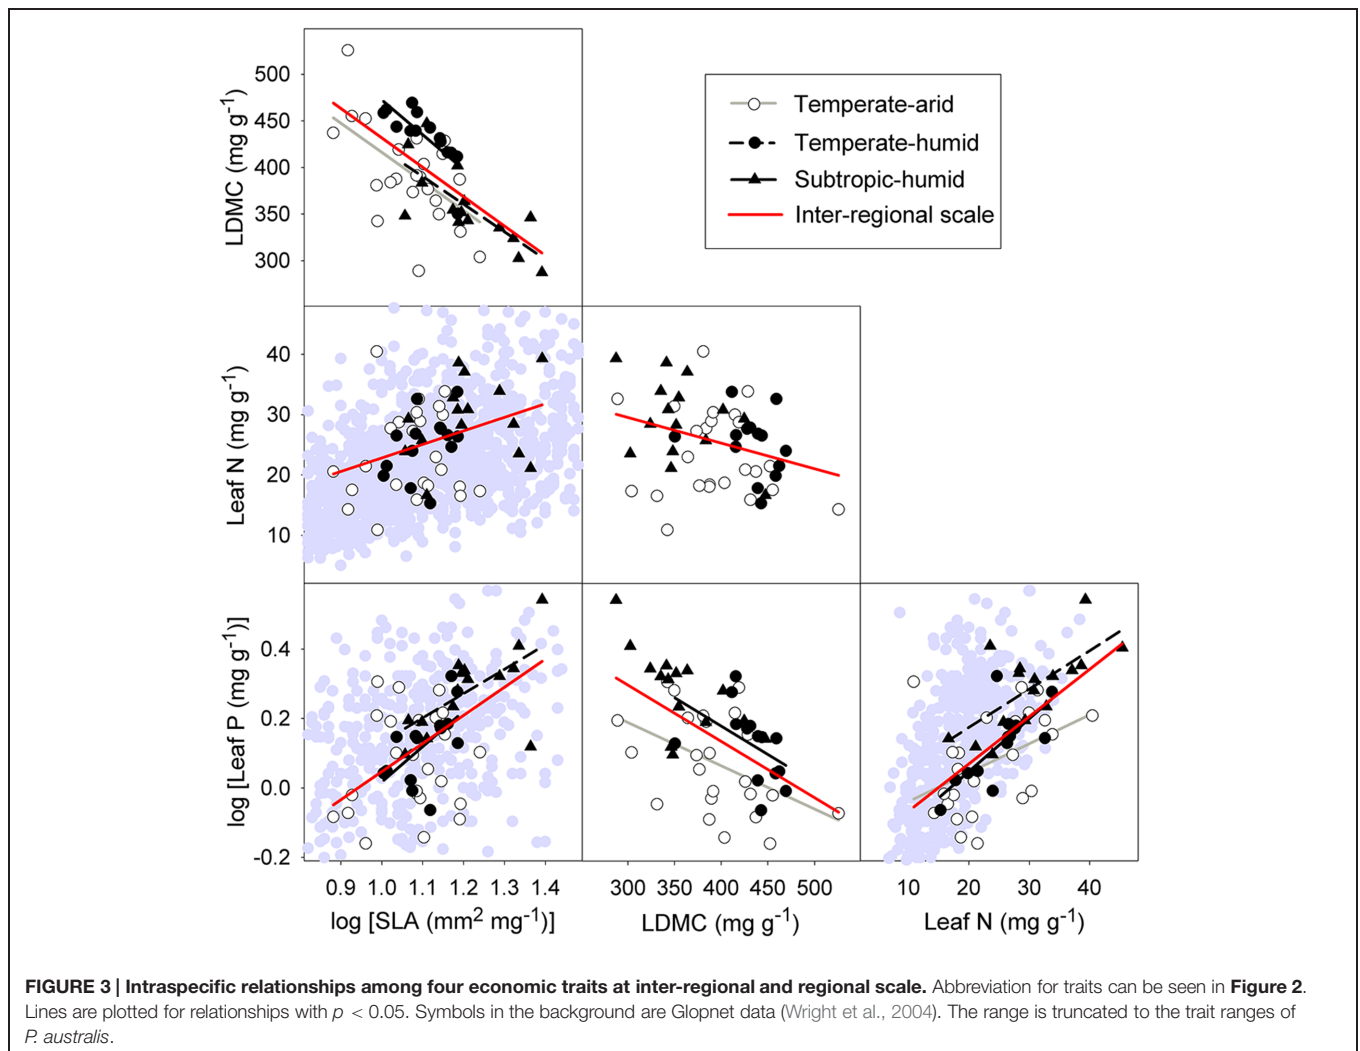 500
450
400
350
300
LDMC (mg g-1)
Temperate-arid
Temperate-humid
Subtropic-humid
Inter-regional scale
40
30
20
10
Leaf N (mg g-1)
0.4
0.2
0.0
-0.2
log [Leaf P (mg g-1)]
0.9 1.0 1.1 1.2 1.3 1.4
300 350 400 450 500
10 20 30 40
log [SLA (mm2 mg-1)]
LDMC (mg g-1)
Leaf N (mg g-1)
FIGURE 3 | Intraspecific relationships among four economic traits at inter-regional and regional scale. Abbreviation for traits can be seen in Figure 2.
Lines are plotted for relationships with p < 0.05. Symbols in the background are Glopnet data (Wright et al., 2004). The range is truncated to the trait ranges of
P. australis.